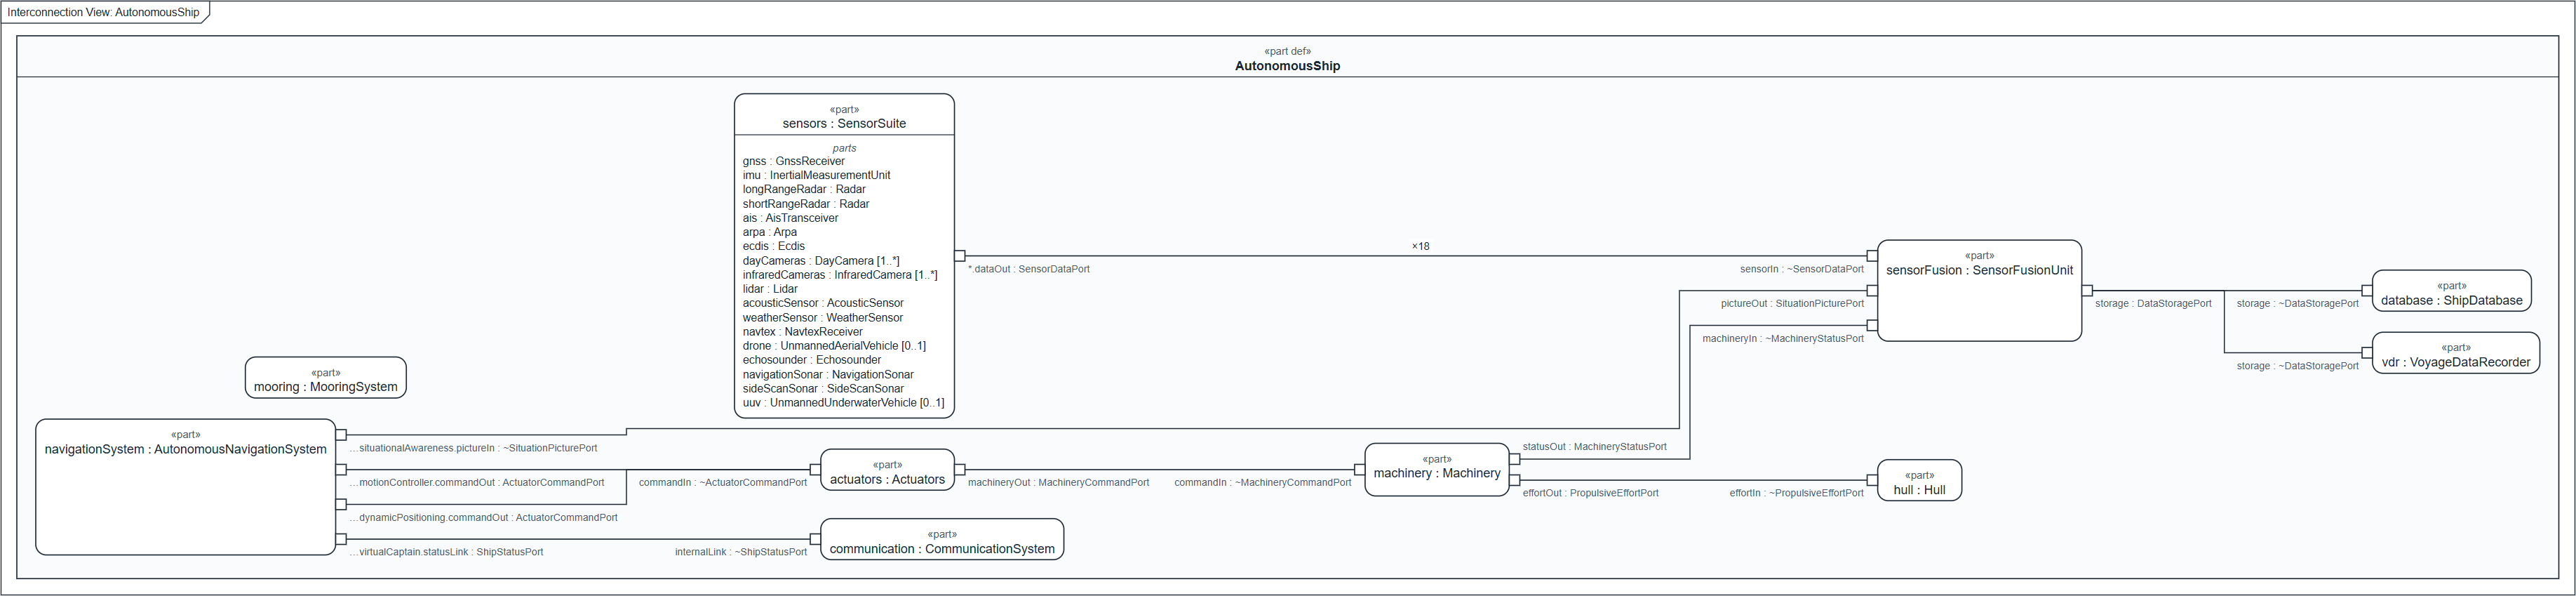 Interconnection View: AutonomousShip
«part def»
AutonomousShip
«part»
sensors : SensorSuite
parts
gnss : GnssReceiver
imu : InertialMeasurementUnit
longRangeRadar : Radar
shortRangeRadar : Radar
ais : AisTransceiver
arpa : Arpa
ecdis : Ecdis
dayCameras : DayCamera [1..*]
infraredCameras : InfraredCamera [1..*]
lidar : Lidar
acousticSensor : AcousticSensor
weatherSensor : WeatherSensor
navtex : NavtexReceiver
drone : UnmannedAerialVehicle [0..1]
echosounder : Echosounder
navigationSonar : NavigationSonar
sideScanSonar : SideScanSonar
uuv : UnmannedUnderwaterVehicle [0..1]
×18
*.dataOut : SensorDataPort
sensorIn : ~SensorDataPort
pictureOut : SituationPicturePort
machineryIn : ~MachineryStatusPort
«part»
sensorFusion : SensorFusionUnit
storage : DataStoragePort
storage : ~DataStoragePort
«part»
database : ShipDatabase
storage : ~DataStoragePort
«part»
vdr : VoyageDataRecorder
«part»
mooring : MooringSystem
«part»
navigationSystem : AutonomousNavigationSystem
...situationalAwareness.pictureIn : ~SituationPicturePort
...motionController.commandOut : ActuatorCommandPort
...dynamicPositioning.commandOut : ActuatorCommandPort
...virtualCaptain.statusLink : ShipStatusPort
commandIn : ~ActuatorCommandPort
«part»
actuators : Actuators
machineryOut : MachineryCommandPort
commandIn : ~MachineryCommandPort
«part»
machinery : Machinery
statusOut : MachineryStatusPort
effortOut : PropulsiveEffortPort
effortIn : ~PropulsiveEffortPort
«part»
hull : Hull
internalLink : ~ShipStatusPort
«part»
communication : CommunicationSystem